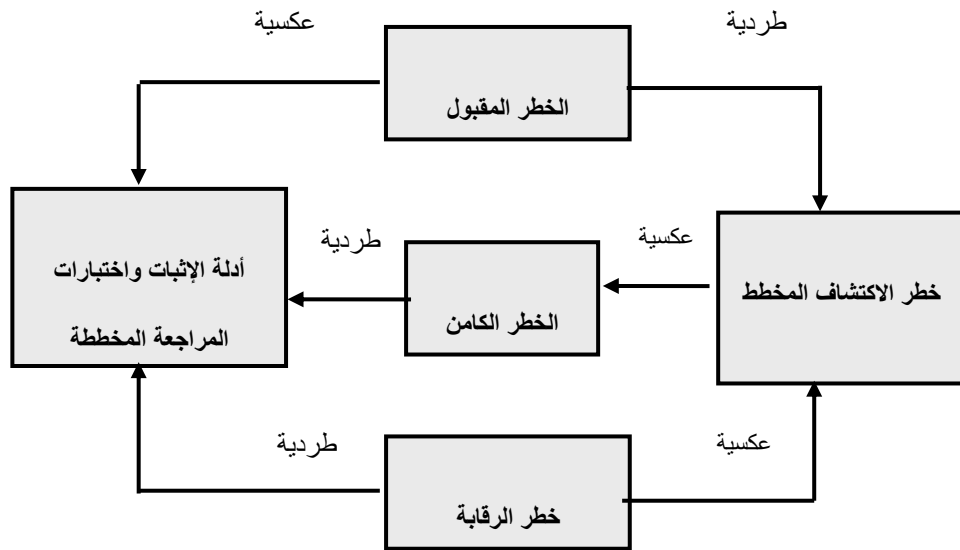 طردية
عكسية
الخطر المقبول
عكسية
طردية
خطر الاكتشاف المخطط
الخطر الكامن
أدلة الإثبات واختبارات
المراجعة المخططة
عكسية
طردية
خطر الرقابة